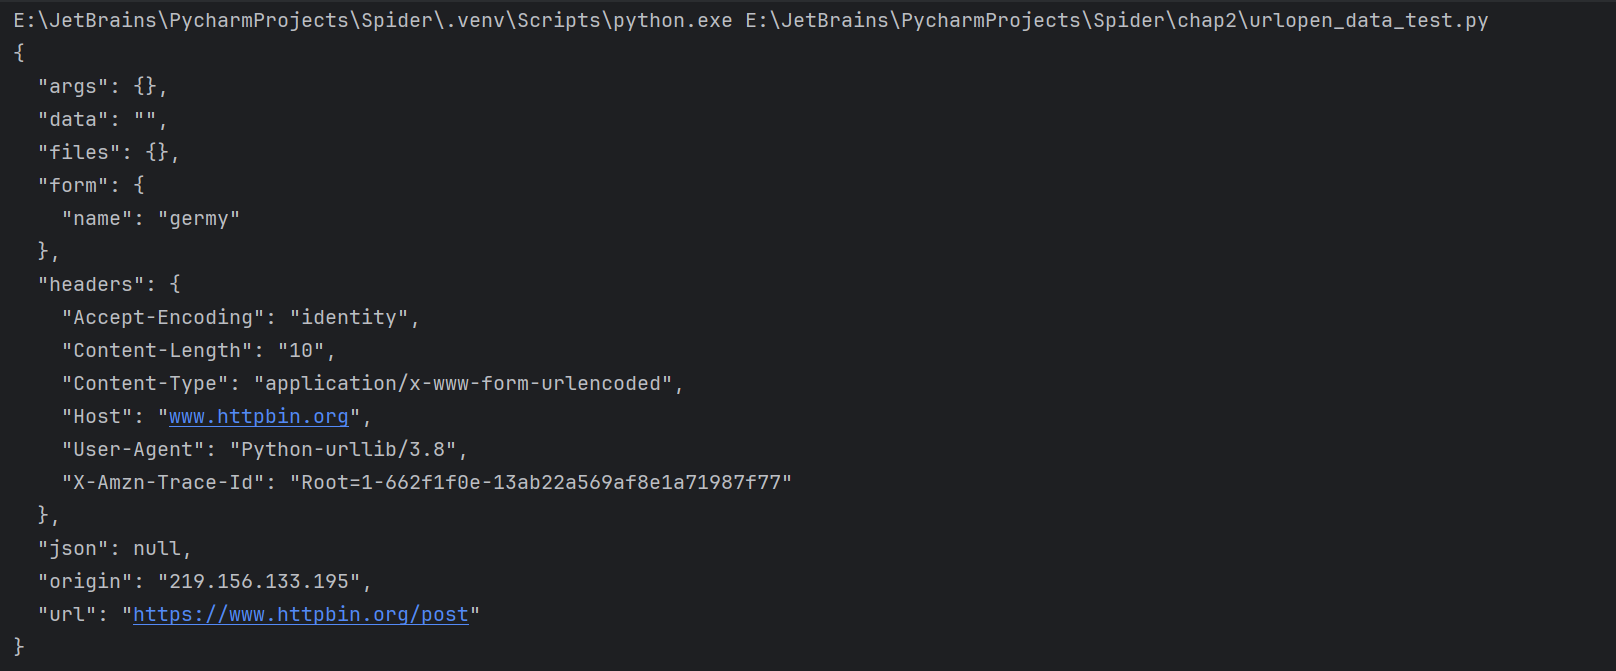 E:\JetBrains\PycharmProjects\Spider\.venv\Scripts\python.exe E:\JetBrains\PycharmProjects\Spider\chap2\urlopen_data_test.py
{
  "args": {},
  "data": "",
  "files": {},
  "form": {
    "name": "germy"
  },
  "headers": {
    "Accept-Encoding": "identity",
    "Content-Length": "10",
    "Content-Type": "application/x-www-form-urlencoded",
    "Host": "www.httpbin.org",
    "User-Agent": "Python-urllib/3.8",
    "X-Amzn-Trace-Id": "Root=1-662f1f0e-13ab22a569af8e1a71987f77"
  },
  "json": null,
  "origin": "219.156.133.195",
  "url": "https://www.httpbin.org/post"
}